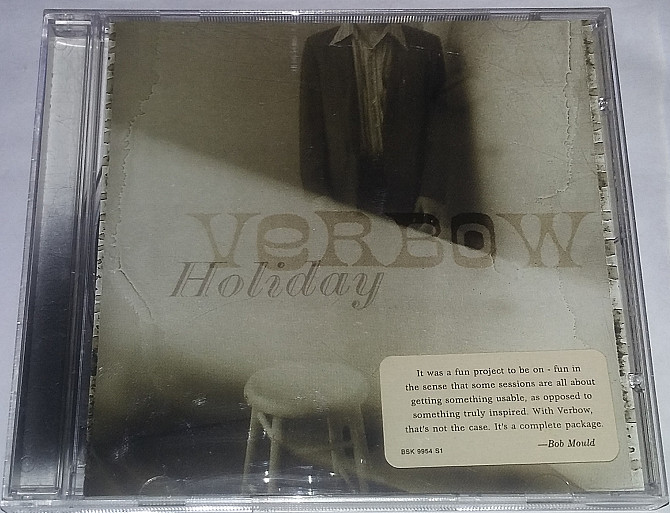 VeRBOW
Holiday
It was a fun project to be on - fun in
the sense that some sessions are all about
getting something usable, as opposed to
something truly inspired. With Verbow,
that's not the case. It's a complete package.
—Bob Mould
BSK 9954 S1